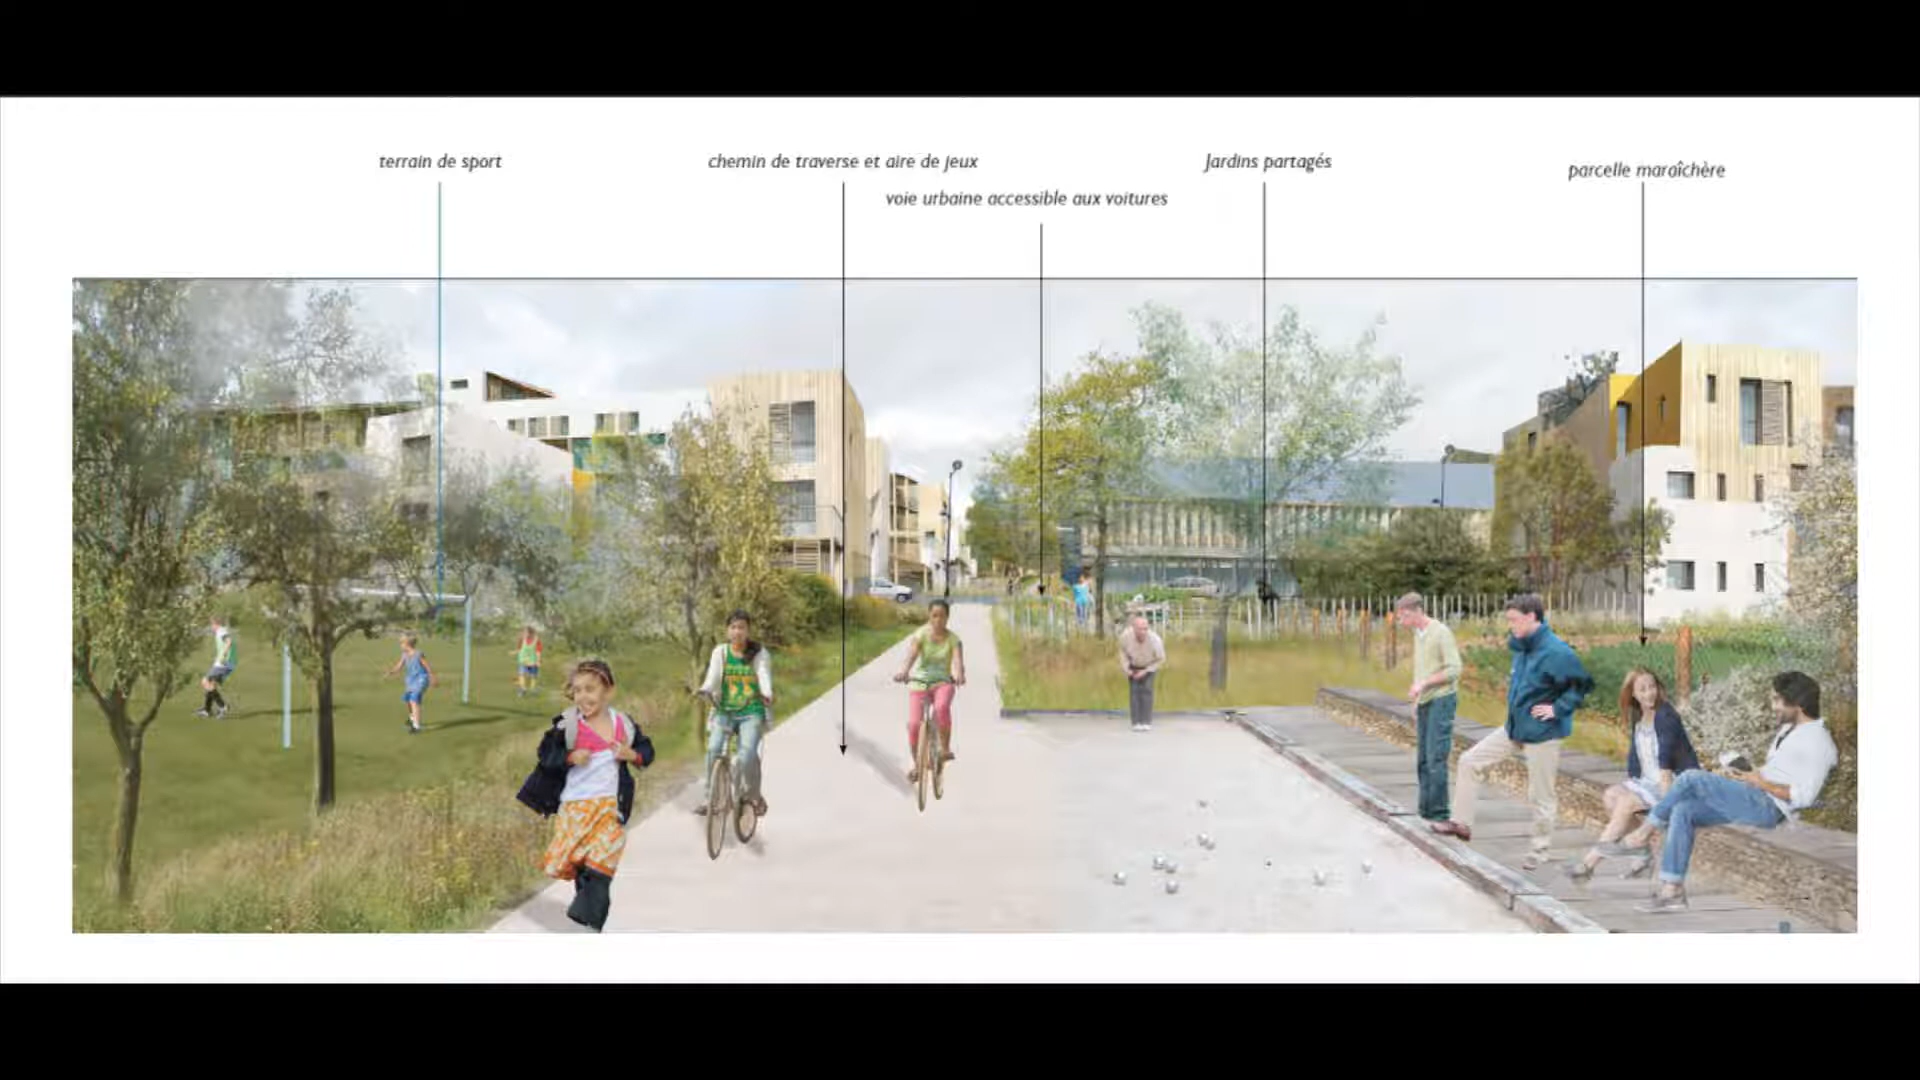 terrain de sport
chemin de traverse et aire de jeux
voie urbaine accessible aux voitures
Jardins partagés
parcelle maraîchère